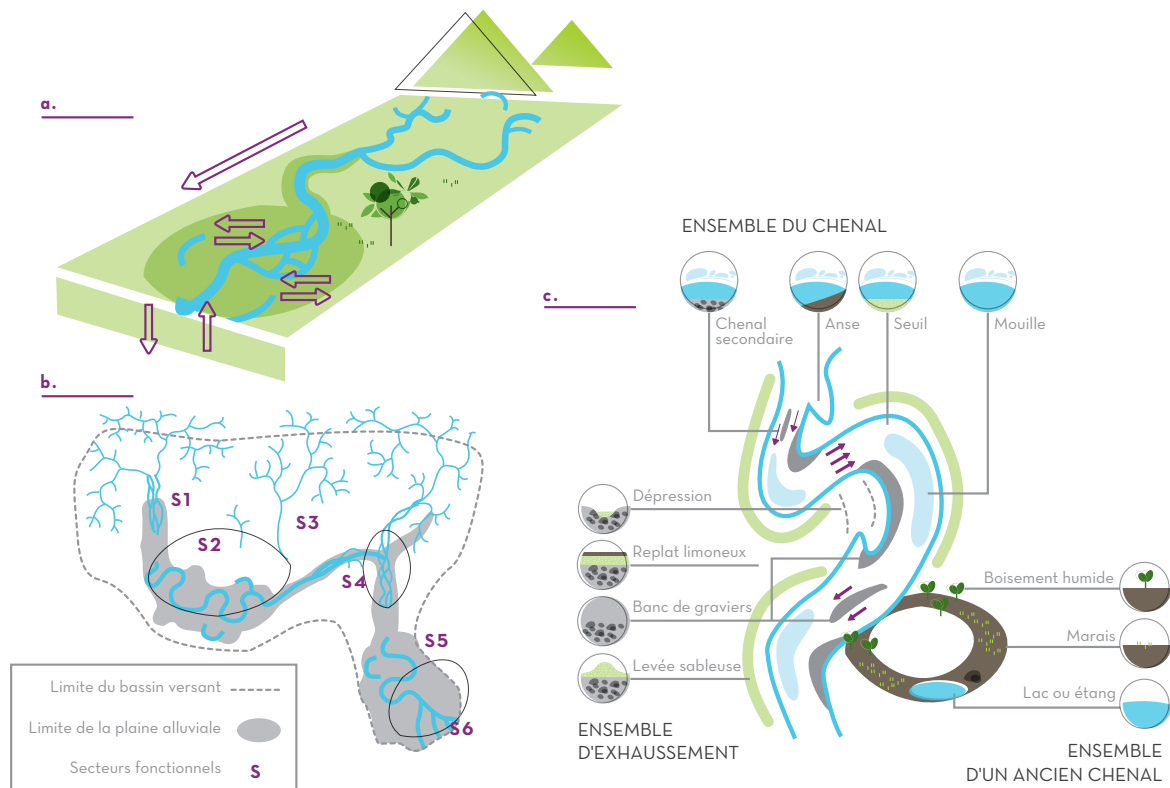 a.
b.
S1
S2
S3
S4
S5
S6
Limite du bassin versant
Limite de la plaine alluviale
Secteurs fonctionnels S
c.
ENSEMBLE DU CHENAL
Chenal
secondaire
Anse
Seuil
Mouille
Dépression
Replat limoneux
Banc de graviers
Levée sableuse
ENSEMBLE
D'EXHAUSSEMENT
Boisement humide
Marais
Lac ou étang
ENSEMBLE
D'UN ANCIEN CHENAL